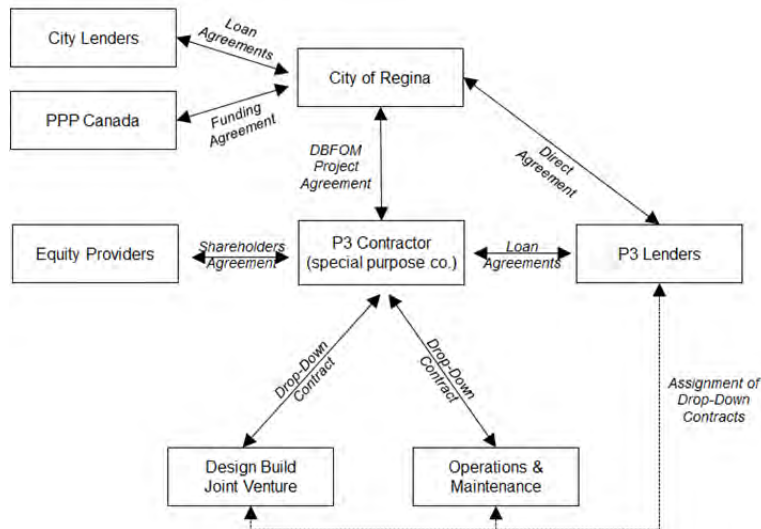 City Lenders
Loan
Agreements
City of Regina
PPP Canada
Funding
Agreement
DBFOM
Project
Agreement
Direct
Agreement
Equity Providers
Shareholders
Agreement
P3 Contractor
(special purpose co.)
Loan
Agreements
P3 Lenders
Drop-Down
Contract
Drop-Down
Contract
Assignment of
Drop-Down
Contracts
Design Build
Joint Venture
Operations &
Maintenance